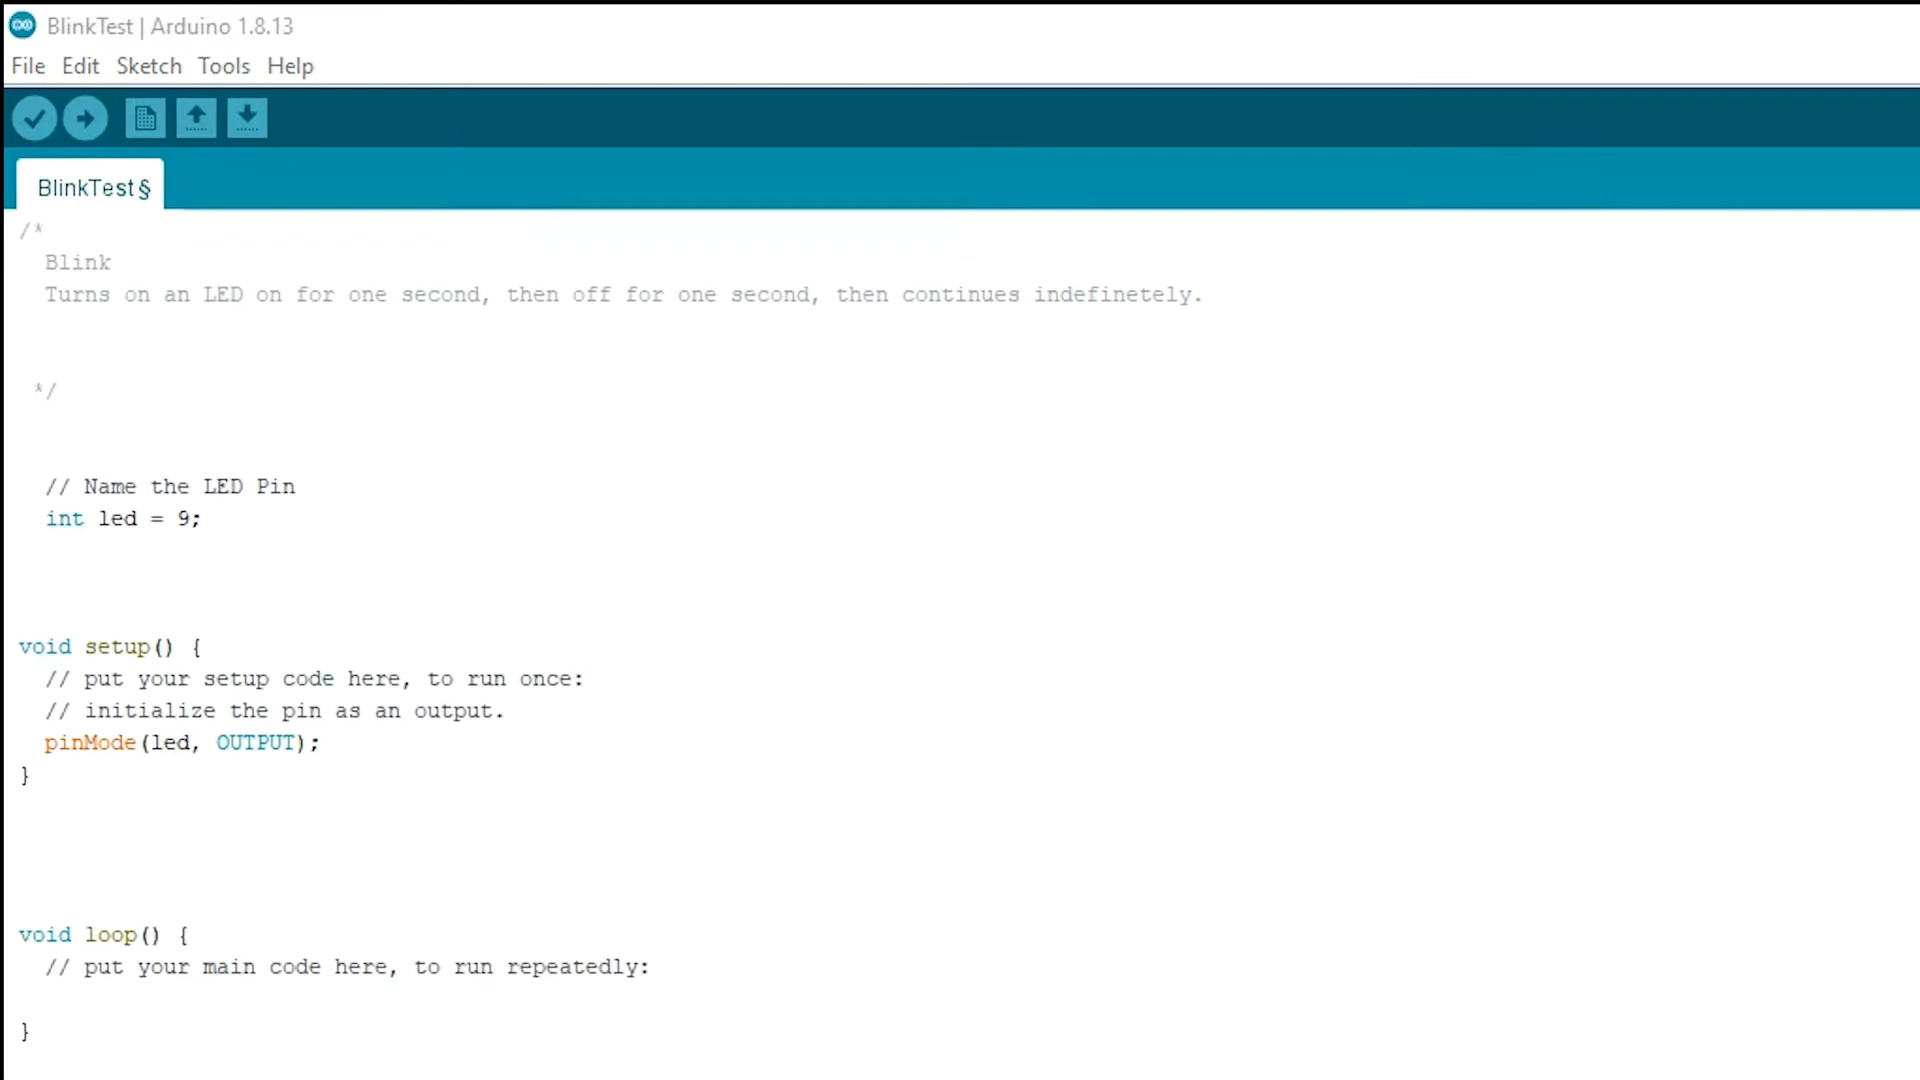 BlinkTest | Arduino 1.8.13
File Edit Sketch Tools Help
BlinkTest§
/*
Blink
Turns on an LED on for one second, then off for one second, then continues indefinetely.
*/
// Name the LED Pin
int led = 9;
void setup() {
// put your setup code here, to run once:
// initialize the pin as an output.
pinMode(led, OUTPUT);
}
void loop() {
// put your main code here, to run repeatedly:
}